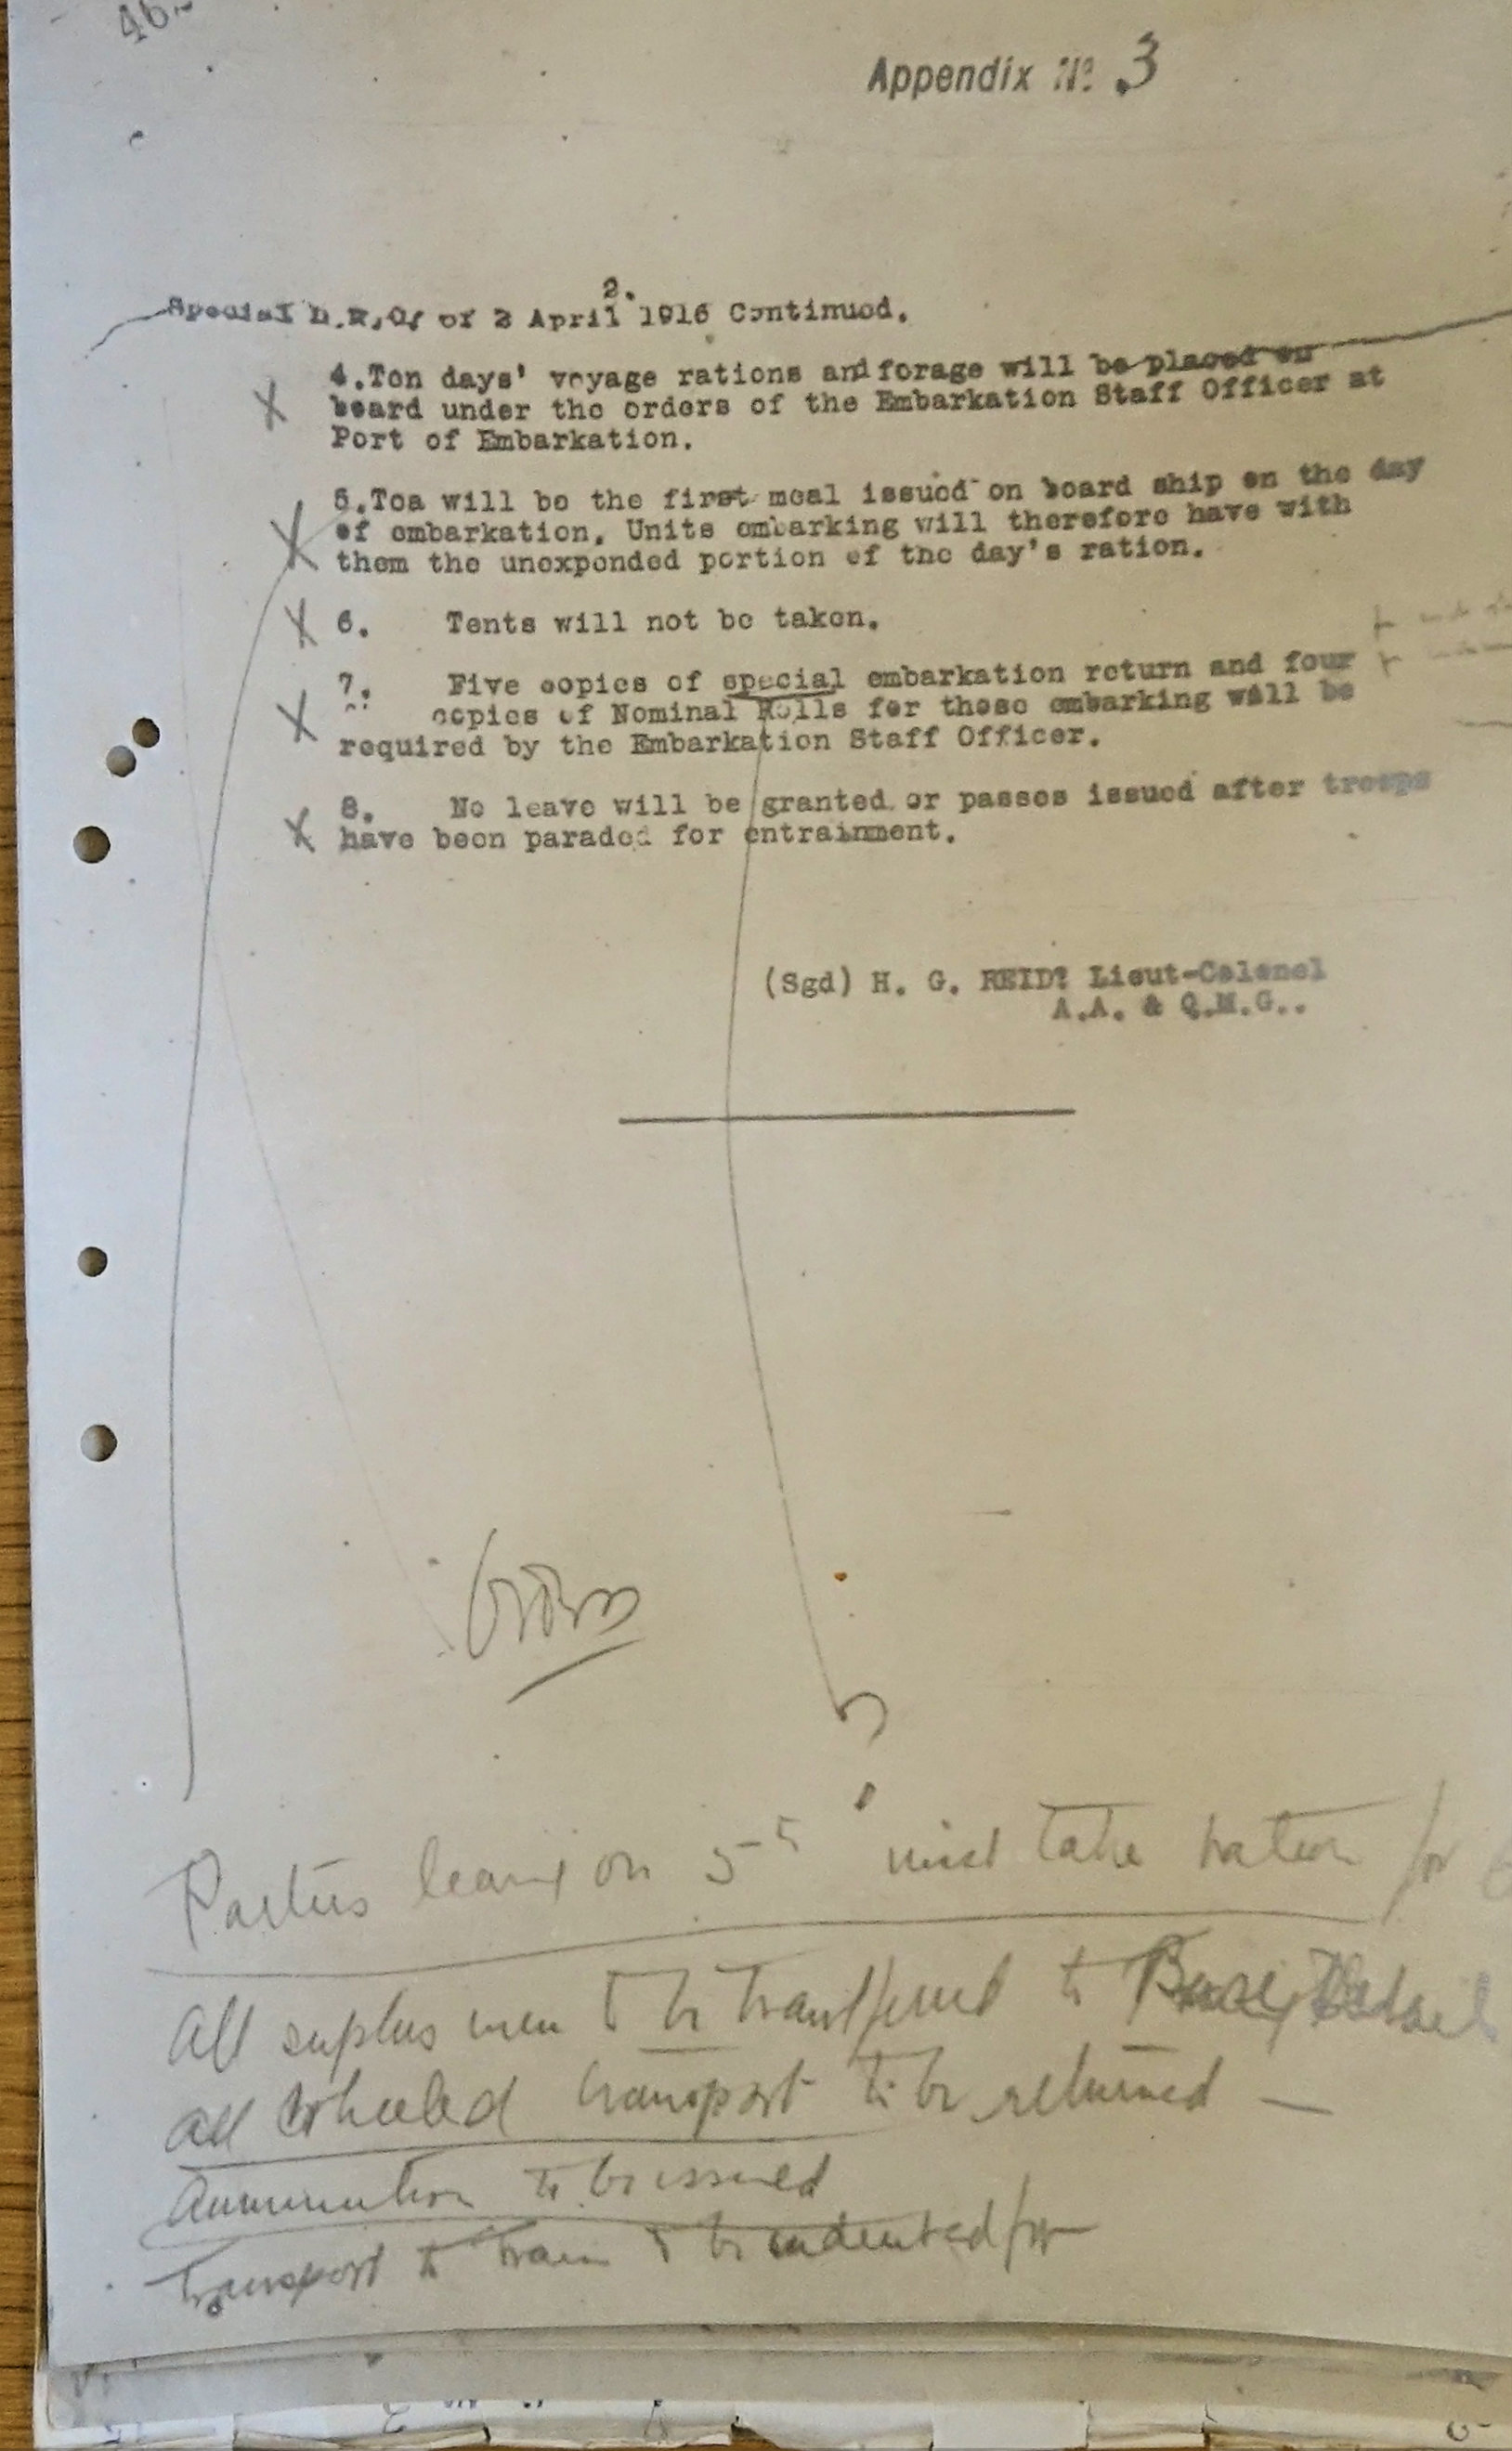 46.
Appendix No. 3
2.
Special D.R.O. of 2 April 1916 Continued.
4. Ten days' voyage rations and forage will be placed on
board under the orders of the Embarkation Staff Officer at
Port of Embarkation.
5. Tea will be the first meal issued on board ship on the day
of embarkation. Units embarking will therefore have with
them the unexpended portion of the day's ration.
6. Tents will not be taken.
7. Five copies of special embarkation return and four
copies of Nominal Rolls for those embarking will be
required by the Embarkation Staff Officer.
8. No leave will be granted or passes issued after troops
have been paraded for entrainment.
(Sgd) H. G. REID? Lieut-Colonel
A.A. & Q.M.G..
Parties leaving on 5th must take ration for
All suplus men to be transferred to Base Details
all wheeled transport to be returned —
Ammunition to be issued
Transport to train to be indented for